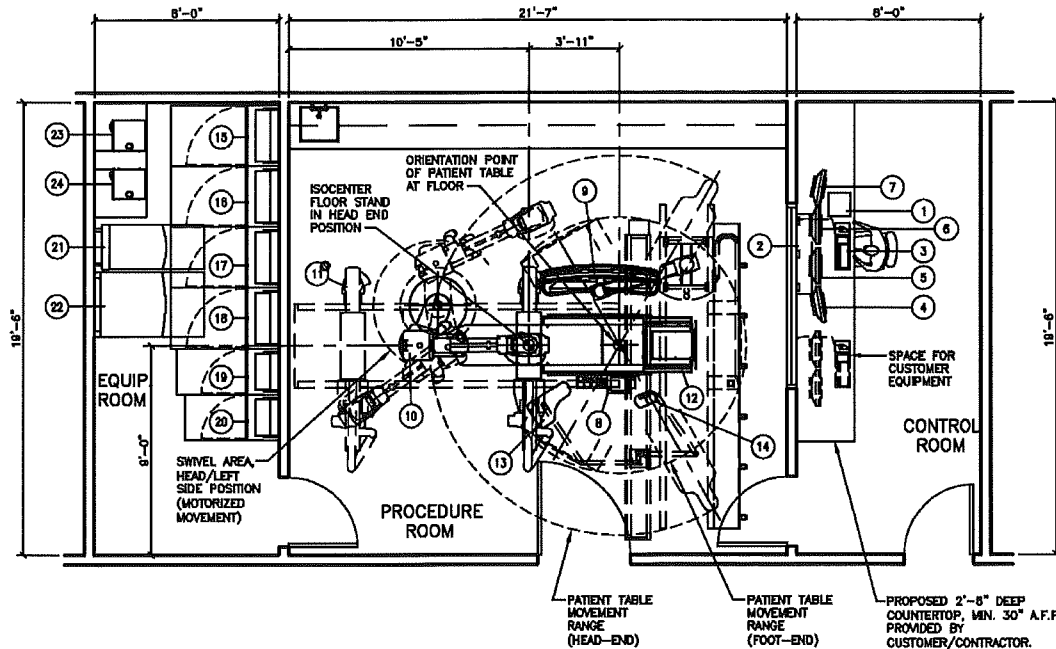 8'-0"
21'-7"
8'-0"
10'-5"
3'-11"
23
24
15
16
17
18
19
20
21
22
19'-6"
9'-0"
EQUIP.
ROOM
ISOCENTER
FLOOR STAND
IN HEAD END
POSITION
ORIENTATION POINT
OF PATIENT TABLE
AT FLOOR
9
11
10
13
8
12
14
2
7
1
6
3
5
4
SPACE FOR
CUSTOMER
EQUIPMENT
CONTROL
ROOM
19'-6"
SWIVEL AREA,
HEAD/LEFT
SIDE POSITION
(MOTORIZED
MOVEMENT)
PROCEDURE
ROOM
PATIENT TABLE
MOVEMENT
RANGE
(HEAD-END)
PATIENT TABLE
MOVEMENT
RANGE
(FOOT-END)
PROPOSED 2'-8" DEEP
COUNTERTOP, MIN. 30" A.F.F.
PROVIDED BY
CUSTOMER/CONTRACTOR.